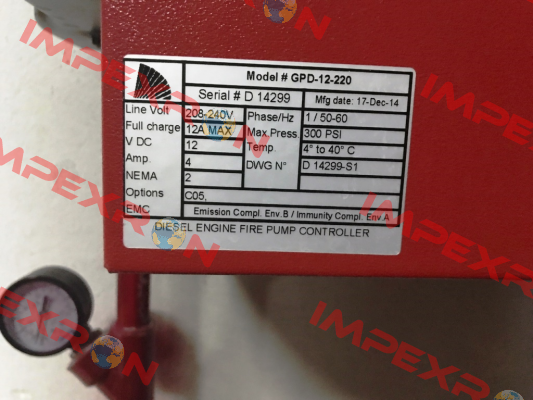 Model # GPD-12-220
Serial # D 14299 Mfg date: 17-Dec-14
Line Volt 208-240V Phase/Hz 1 / 50-60
Full charge 12A MAX Max.Press. 300 PSI
V DC 12 Temp. 4° to 40° C
Amp. 4 DWG N° D 14299-S1
NEMA 2
Options C05,
EMC Emission Compl. Env.B / Immunity Compl. Env A
DIESEL ENGINE FIRE PUMP CONTROLLER
IMPEXRON
IMPEXRON
IMPEXRON
IMPEXRON